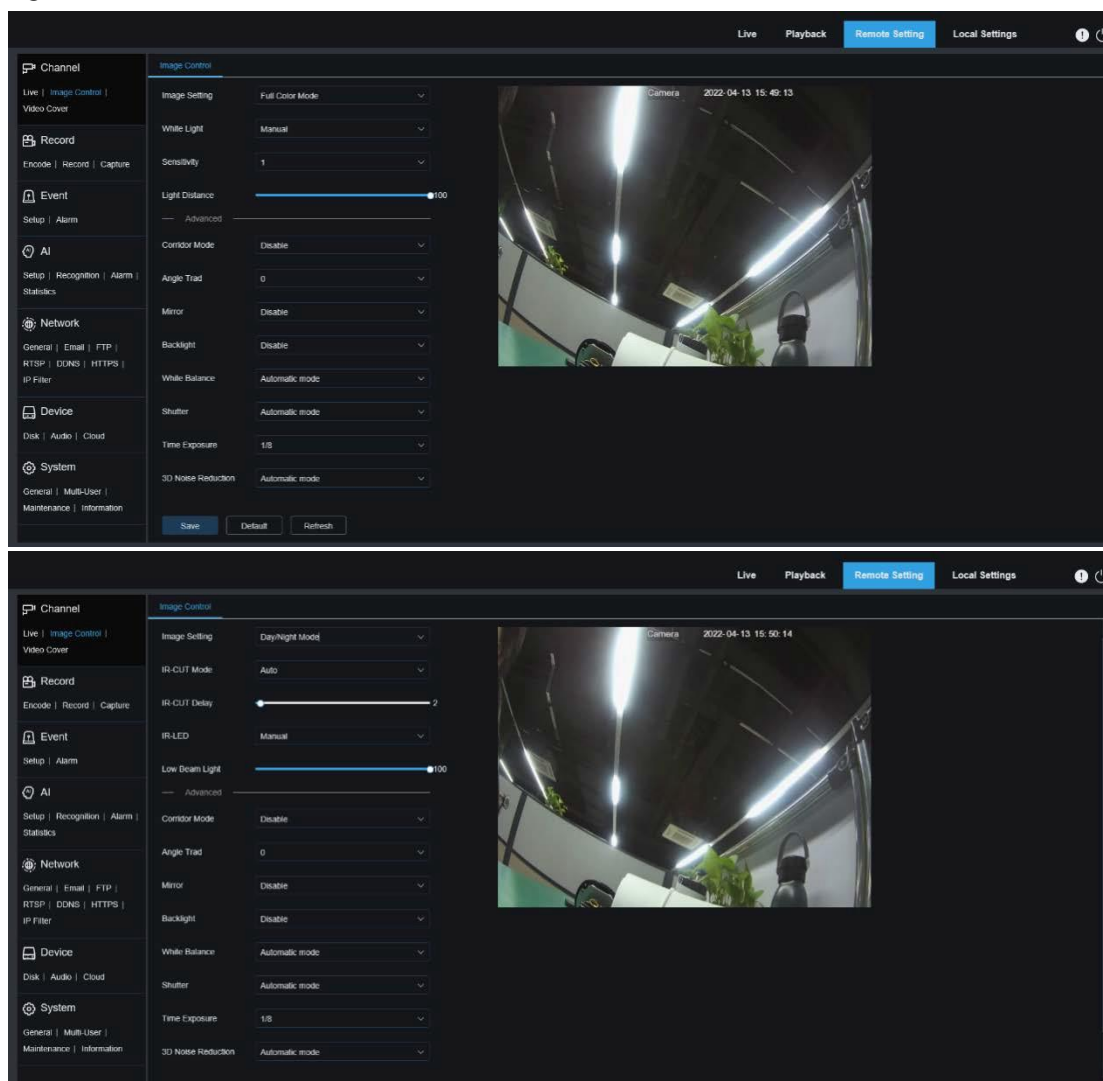 Live Playback Remote Setting Local Settings
Channel
Live | Image Control |
Video Cover
Record
Encode | Record | Capture
Event
Setup | Alarm
AI
Setup | Recognition | Alarm |
Statistics
Network
General | Email | FTP |
RTSP | DDNS | HTTPS |
IP Filter
Device
Disk | Audio | Cloud
System
General | Multi-User |
Maintenance | Information
Image Control
Image Setting Full Color Mode
While Light Manual
Sensitivity 1
Light Distance 100
Advanced
Corridor Mode Disable
Angle Trad 0
Mirror Disable
Backlight Disable
While Balance Automatic mode
Shutter Automatic mode
Time Exposure 1/8
3D Noise Reduction Automatic mode
Save Default Refresh
Camera 2022-04-13 15:49:13
Live Playback Remote Setting Local Settings
Channel
Live | Image Control |
Video Cover
Record
Encode | Record | Capture
Event
Setup | Alarm
AI
Setup | Recognition | Alarm |
Statistics
Network
General | Email | FTP |
RTSP | DDNS | HTTPS |
IP Filter
Device
Disk | Audio | Cloud
System
General | Multi-User |
Maintenance | Information
Image Control
Image Setting Day/Night Mode
IR-CUT Mode Auto
IR-CUT Delay 2
IR-LED Manual
Low Beam Light 100
Advanced
Corridor Mode Disable
Angle Trad 0
Mirror Disable
Backlight Disable
While Balance Automatic mode
Shutter Automatic mode
Time Exposure 1/8
3D Noise Reduction Automatic mode
Camera 2022-04-13 15:50:14